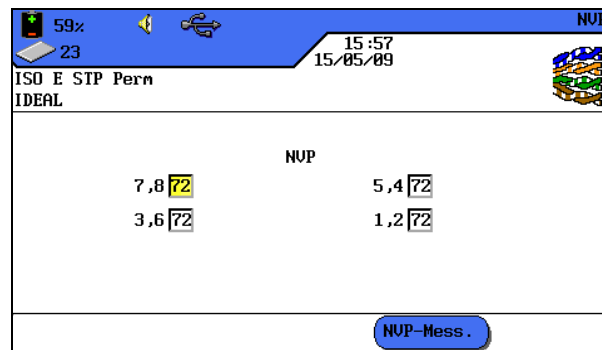 59% NVP
23
15:57
15/05/09
ISO E STP Perm
IDEAL
NVP
7,8 72 5,4 72
3,6 72 1,2 72
NVP-Mess.